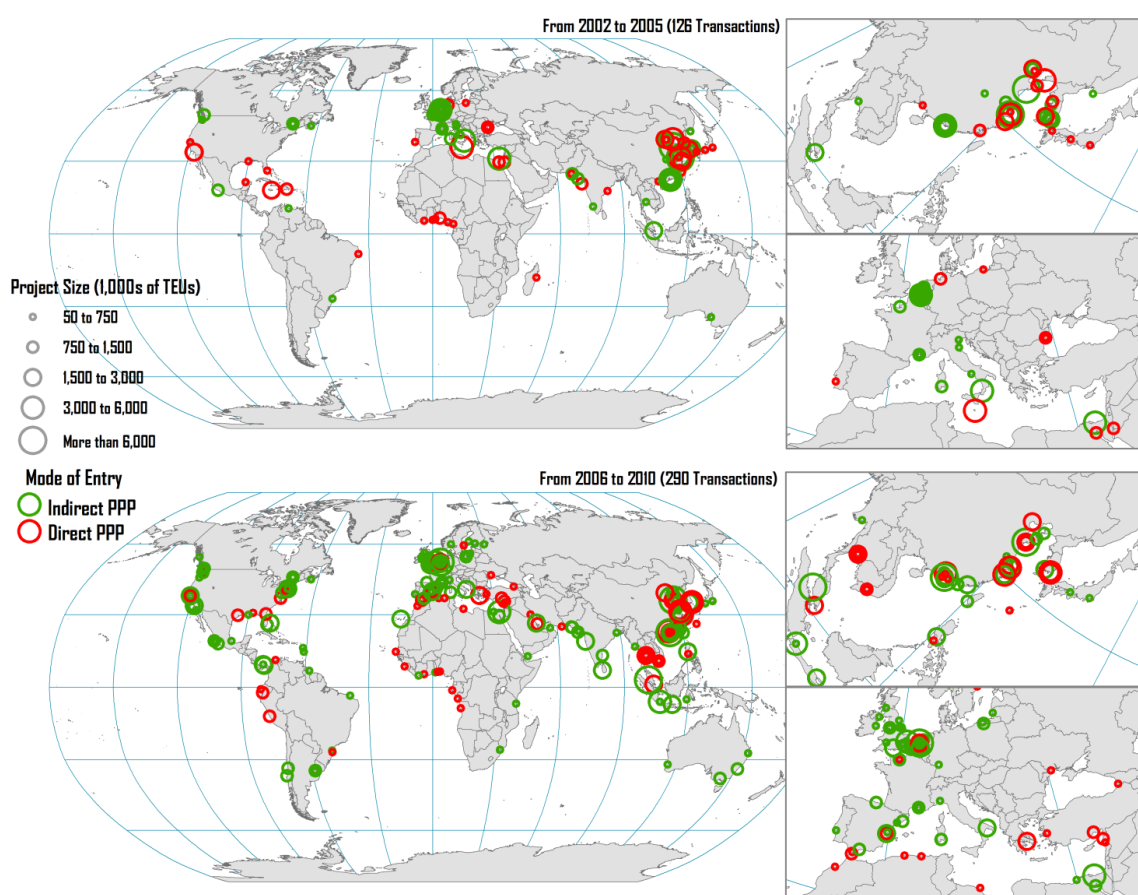 From 2002 to 2005 (126 Transactions)
Project Size (1,000s of TEUs)
50 to 750
750 to 1,500
1,500 to 3,000
3,000 to 6,000
More than 6,000
Mode of Entry
Indirect PPP
Direct PPP
From 2006 to 2010 (290 Transactions)